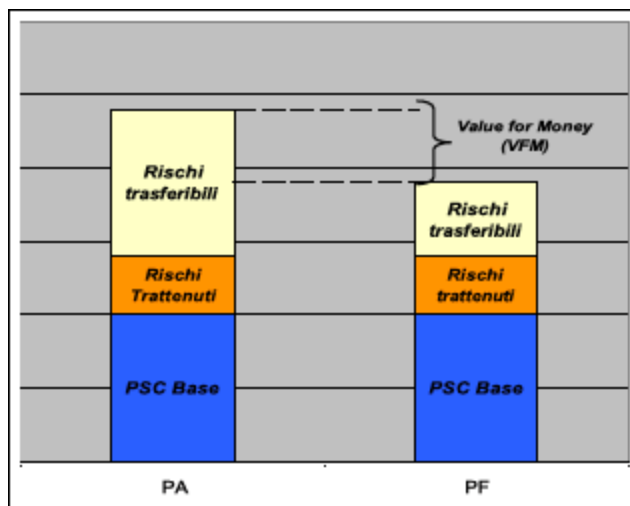 Value for Money
(VFM)
Rischi
trasferibili
Rischi
trasferibili
Rischi
Trattenuti
Rischi
trattenuti
PSC Base
PSC Base
PA
PF